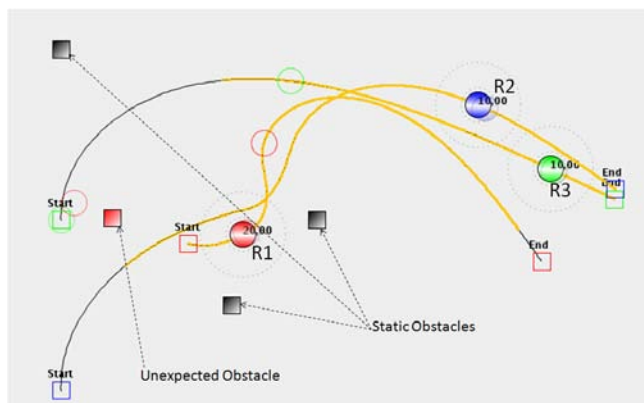 R2
10,00
10,00
End
End
R3
Start
Start
20,00
R1
End
Static Obstacles
Start
Unexpected Obstacle